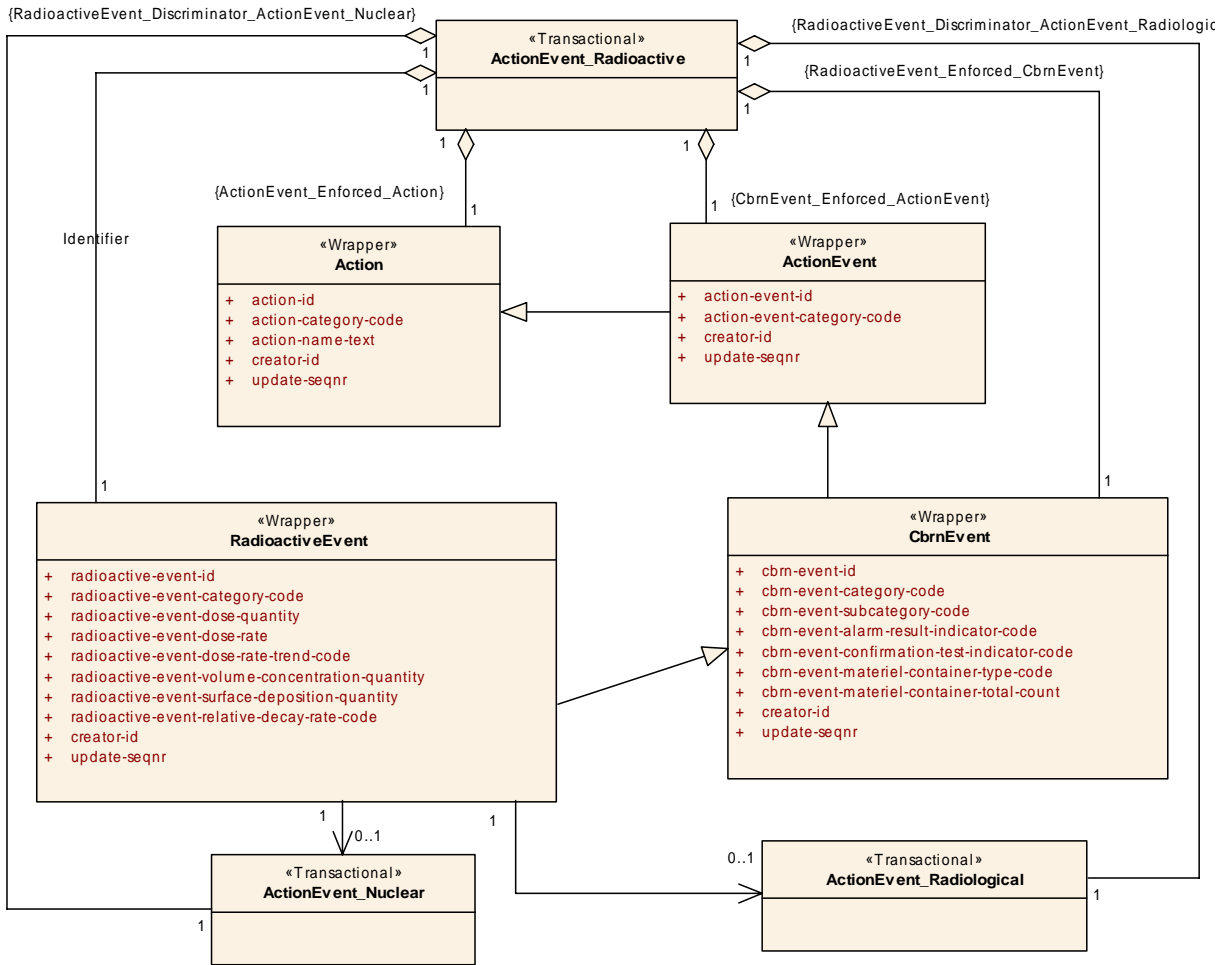 {RadioactiveEvent_Discriminator_ActionEvent_Nuclear}
{RadioactiveEvent_Discriminator_ActionEvent_Radiologic
«Transactional»
ActionEvent_Radioactive
1
1
1
1
{RadioactiveEvent_Enforced_CbrnEvent}
1
1
{ActionEvent_Enforced_Action}
{CbrnEvent_Enforced_ActionEvent}
1
1
Identifier
«Wrapper»
Action
+ action-id
+ action-category-code
+ action-name-text
+ creator-id
+ update-seqnr
«Wrapper»
ActionEvent
+ action-event-id
+ action-event-category-code
+ creator-id
+ update-seqnr
1
1
«Wrapper»
RadioactiveEvent
+ radioactive-event-id
+ radioactive-event-category-code
+ radioactive-event-dose-quantity
+ radioactive-event-dose-rate
+ radioactive-event-dose-rate-trend-code
+ radioactive-event-volume-concentration-quantity
+ radioactive-event-surface-deposition-quantity
+ radioactive-event-relative-decay-rate-code
+ creator-id
+ update-seqnr
«Wrapper»
CbrnEvent
+ cbrn-event-id
+ cbrn-event-category-code
+ cbrn-event-subcategory-code
+ cbrn-event-alarm-result-indicator-code
+ cbrn-event-confirmation-test-indicator-code
+ cbrn-event-materiel-container-type-code
+ cbrn-event-materiel-container-total-count
+ creator-id
+ update-seqnr
1
0..1
1
0..1
«Transactional»
ActionEvent_Nuclear
1
«Transactional»
ActionEvent_Radiological
1